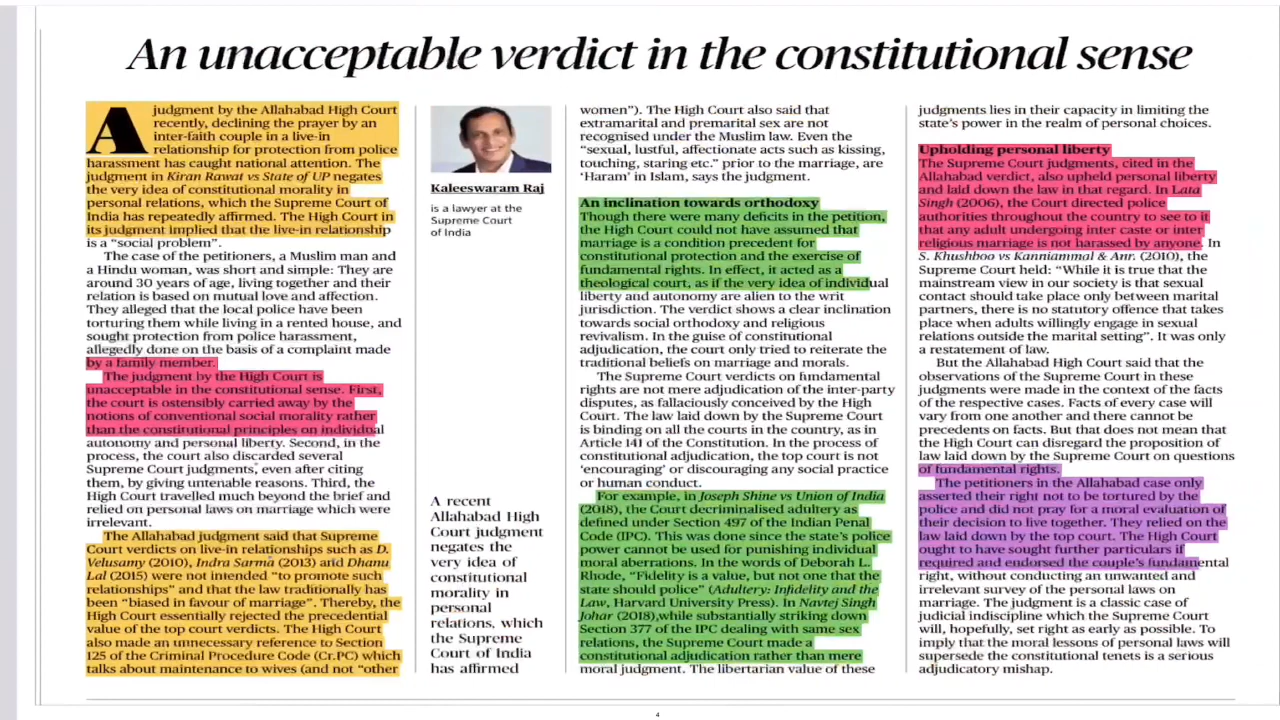 An unacceptable verdict in the constitutional sense
A judgment by the Allahabad High Court
recently, declining the prayer by an
inter-faith couple in a live-in
relationship for protection from police
harassment has caught national attention. The
judgment in Kiran Rawat vs State of UP negates
the very idea of constitutional morality in
personal relations, which the Supreme Court of
India has repeatedly affirmed. The High Court in
its judgment implied that the live-in relationship
is a “social problem”.
The case of the petitioners, a Muslim man and
a Hindu woman, was short and simple: They are
around 30 years of age, living together and their
relation is based on mutual love and affection.
They alleged that the local police have been
torturing them while living in a rented house, and
sought protection from police harassment,
allegedly done on the basis of a complaint made
by a family member.
The judgment by the High Court is
unacceptable in the constitutional sense. First,
the court is ostensibly carried away by the
notions of conventional social morality rather
than the constitutional principles on individual
autonomy and personal liberty. Second, in the
process, the court also discarded several
Supreme Court judgments, even after citing
them, by giving untenable reasons. Third, the
High Court travelled much beyond the brief and
relied on personal laws on marriage which were
irrelevant.
The Allahabad judgment said that Supreme
Court verdicts on live-in relationships such as D.
Velusamy (2010), Indra Sarma (2013) and Dhanu
Lal (2015) were not intended “to promote such
relationships” and that the law traditionally has
been “biased in favour of marriage”. Thereby, the
High Court essentially rejected the precedential
value of the top court verdicts. The High Court
also made an unnecessary reference to Section
125 of the Criminal Procedure Code (Cr.PC) which
talks about maintenance to wives (and not “other
Kaleeswaram Raj
is a lawyer at the
Supreme Court
of India
A recent
Allahabad High
Court judgment
negates the
very idea of
constitutional
morality in
personal
relations, which
the Supreme
Court of India
has affirmed
women”). The High Court also said that
extramarital and premarital sex are not
recognised under the Muslim law. Even the
“sexual, lustful, affectionate acts such as kissing,
touching, staring etc.” prior to the marriage, are
‘Haram’ in Islam, says the judgment.
An inclination towards orthodoxy
Though there were many deficits in the petition,
the High Court could not have assumed that
marriage is a condition precedent for
constitutional protection and the exercise of
fundamental rights. In effect, it acted as a
theological court, as if the very idea of individual
liberty and autonomy are alien to the writ
jurisdiction. The verdict shows a clear inclination
towards social orthodoxy and religious
revivalism. In the guise of constitutional
adjudication, the court only tried to reiterate the
traditional beliefs on marriage and morals.
The Supreme Court verdicts on fundamental
rights are not mere adjudication of the inter-party
disputes, as fallaciously conceived by the High
Court. The law laid down by the Supreme Court
is binding on all the courts in the country, as in
Article 141 of the Constitution. In the process of
constitutional adjudication, the top court is not
‘encouraging’ or discouraging any social practice
or human conduct.
For example, in Joseph Shine vs Union of India
(2018), the Court decriminalised adultery as
defined under Section 497 of the Indian Penal
Code (IPC). This was done since the state’s police
power cannot be used for punishing individual
moral aberrations. In the words of Deborah L.
Rhode, “Fidelity is a value, but not one that the
state should police” (Adultery: Infidelity and the
Law, Harvard University Press). In Navtej Singh
Johar (2018),while substantially striking down
Section 377 of the IPC dealing with same sex
relations, the Supreme Court made a
constitutional adjudication rather than mere
moral judgment. The libertarian value of these
judgments lies in their capacity in limiting the
state’s power in the realm of personal choices.
Upholding personal liberty
The Supreme Court judgments, cited in the
Allahabad verdict, also upheld personal liberty
and laid down the law in that regard. In Lata
Singh (2006), the Court directed police
authorities throughout the country to see to it
that any adult undergoing inter caste or inter
religious marriage is not harassed by anyone. In
S. Khushboo vs Kanniammal & Anr. (2010), the
Supreme Court held: “While it is true that the
mainstream view in our society is that sexual
contact should take place only between marital
partners, there is no statutory offence that takes
place when adults willingly engage in sexual
relations outside the marital setting”. It was only
a restatement of law.
But the Allahabad High Court said that the
observations of the Supreme Court in these
judgments were made in the context of the facts
of the respective cases. Facts of every case will
vary from one another and there cannot be
precedents on facts. But that does not mean that
the High Court can disregard the proposition of
law laid down by the Supreme Court on questions
of fundamental rights.
The petitioners in the Allahabad case only
asserted their right not to be tortured by the
police and did not pray for a moral evaluation of
their decision to live together. They relied on the
law laid down by the top court. The High Court
ought to have sought further particulars if
required and endorsed the couple’s fundamental
right, without conducting an unwanted and
irrelevant survey of the personal laws on
marriage. The judgment is a classic case of
judicial indiscipline which the Supreme Court
will, hopefully, set right as early as possible. To
imply that the moral lessons of personal laws will
supersede the constitutional tenets is a serious
adjudicatory mishap.
4